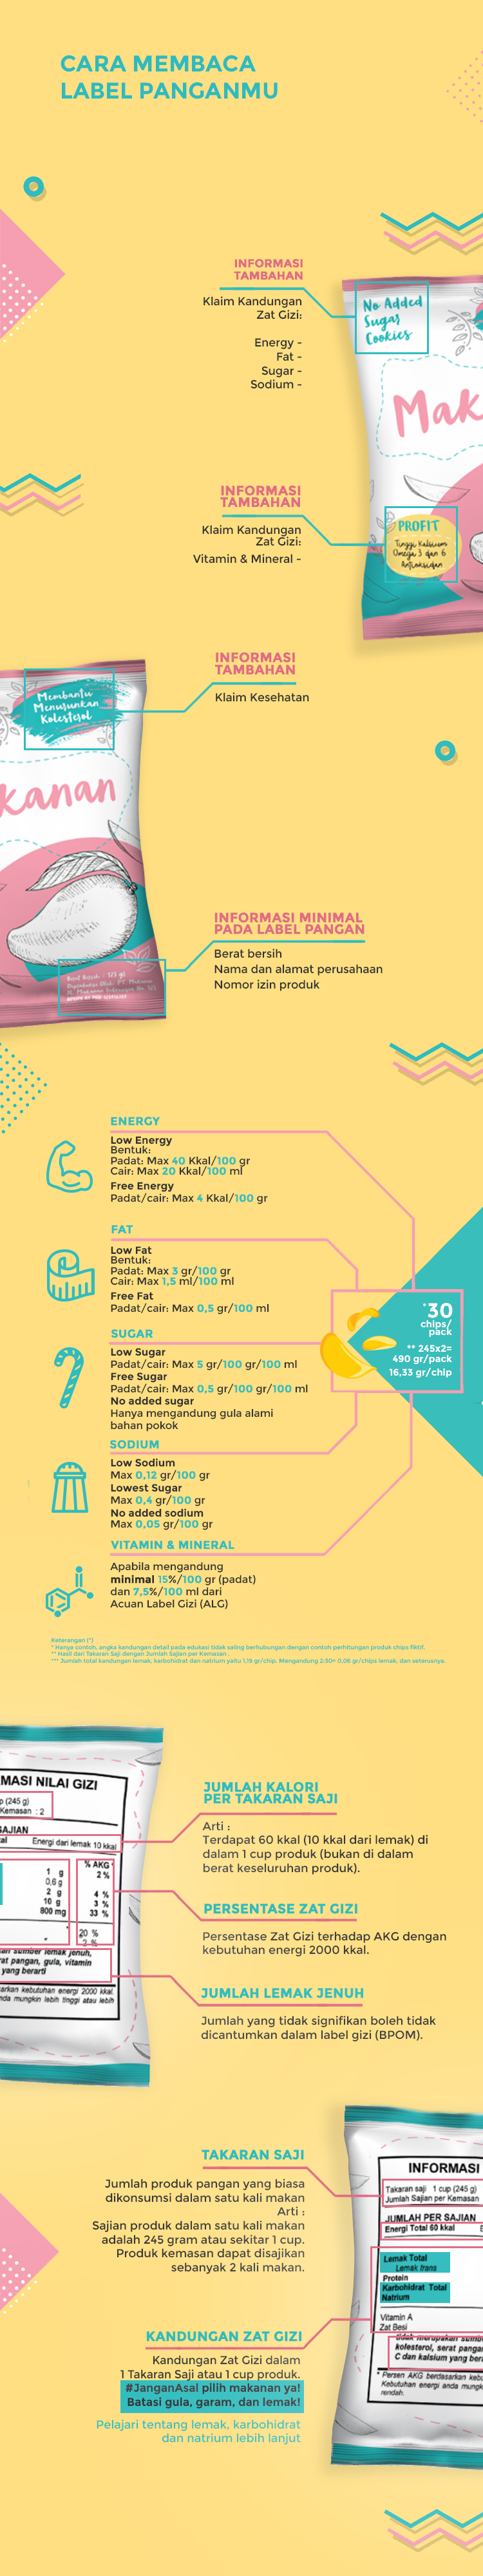 CARA MEMBACA
LABEL PANGANMU
INFORMASI
TAMBAHAN
Klaim Kandungan
Zat Gizi:
Energy -
Fat -
Sugar -
Sodium -
No Added
Sugar
Cookies
Mak
INFORMASI
TAMBAHAN
Klaim Kandungan
Zat Gizi:
Vitamin & Mineral -
PROFIT
Tinggi Kalsium
Omega 3 dan 6
Antioksidan
INFORMASI
TAMBAHAN
Klaim Kesehatan
Membantu
Menurunkan
Kolesterol
kanan
INFORMASI MINIMAL
PADA LABEL PANGAN
Berat bersih
Nama dan alamat perusahaan
Nomor izin produk
ENERGY
Low Energy
Bentuk:
Padat: Max 40 Kkal/100 gr
Cair: Max 20 Kkal/100 ml
Free Energy
Padat/cair: Max 4 Kkal/100 gr
FAT
Low Fat
Bentuk:
Padat: Max 3 gr/100 gr
Cair: Max 1,5 ml/100 ml
Free Fat
Padat/cair: Max 0,5 gr/100 ml
SUGAR
Low Sugar
Padat/cair: Max 5 gr/100 gr/100 ml
Free Sugar
Padat/cair: Max 0,5 gr/100 gr/100 ml
No added sugar
Hanya mengandung gula alami
bahan pokok
SODIUM
Low Sodium
Max 0,12 gr/100 gr
Lowest Sugar
Max 0,4 gr/100 gr
No added sodium
Max 0,05 gr/100 gr
VITAMIN & MINERAL
Apabila mengandung
minimal 15%/100 gr (padat)
dan 7,5%/100 ml dari
Acuan Label Gizi (ALG)
*30
chips/
pack
** 245x2=
490 gr/pack
16,33 gr/chip
Keterangan (*)
* Hanya contoh, angka kandungan detail pada edukasi tidak saling berhubungan dengan contoh perhitungan produk chips fiktif.
** Hasil dari Takaran Saji dengan Jumlah Sajian per Kemasan .
*** Jumlah total kandungan lemak, karbohidrat dan natrium yaitu 1,19 gr/chip. Mengandung 2:30= 0,06 gr/chips lemak, dan seterusnya.
MASI NILAI GIZI
p (245 g)
Kemasan : 2
SAJIAN
al Energi dari lemak 10 kkal
% AKG*
1 g 2 %
0,6 g
2 g 4 %
10 g 3 %
800 mg 33 %
* 20 %
* 2 %
an sumber lemak jenuh,
rat pangan, gula, vitamin
yang berarti
arkan kebutuhan energi 2000 kkal.
nda mungkin lebih tinggi atau lebih
JUMLAH KALORI
PER TAKARAN SAJI
Arti :
Terdapat 60 kkal (10 kkal dari lemak) di
dalam 1 cup produk (bukan di dalam
berat keseluruhan produk).
PERSENTASE ZAT GIZI
Persentase Zat Gizi terhadap AKG dengan
kebutuhan energi 2000 kkal.
JUMLAH LEMAK JENUH
Jumlah yang tidak signifikan boleh tidak
dicantumkan dalam label gizi (BPOM).
TAKARAN SAJI
Jumlah produk pangan yang biasa
dikonsumsi dalam satu kali makan
Arti :
Sajian produk dalam satu kali makan
adalah 245 gram atau sekitar 1 cup.
Produk kemasan dapat disajikan
sebanyak 2 kali makan.
INFORMASI
Takaran saji 1 cup (245 g)
Jumlah Sajian per Kemasan
JUMLAH PER SAJIAN
Energi Total 60 kkal E
Lemak Total
Lemak trans
Protein
Karbohidrat Total
Natrium
Vitamin A
Zat Besi
tidak merupakan sumb
kolesterol, serat pangan
C dan kalsium yang ber
* Persen AKG berdasarkan keb
Kebutuhan energi anda mungk
rendah.
KANDUNGAN ZAT GIZI
Kandungan Zat Gizi dalam
1 Takaran Saji atau 1 cup produk.
#JanganAsal pilih makanan ya!
Batasi gula, garam, dan lemak!
Pelajari tentang lemak, karbohidrat
dan natrium lebih lanjut